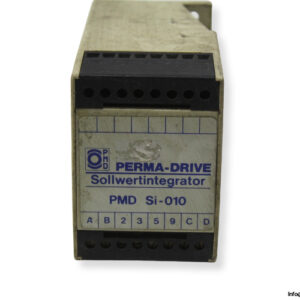 PMD
PERMA-DRIVE
Sollwertintegrator
PMD Si-010
A B 2 3 5 9 C D